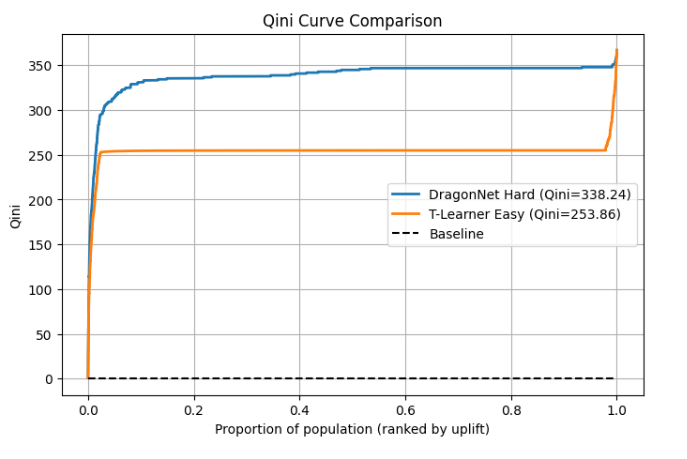 Qini Curve Comparison
350
300
250
200
150
100
50
0
Qini
DragonNet Hard (Qini=338.24)
T-Learner Easy (Qini=253.86)
Baseline
0.0 0.2 0.4 0.6 0.8 1.0
Proportion of population (ranked by uplift)